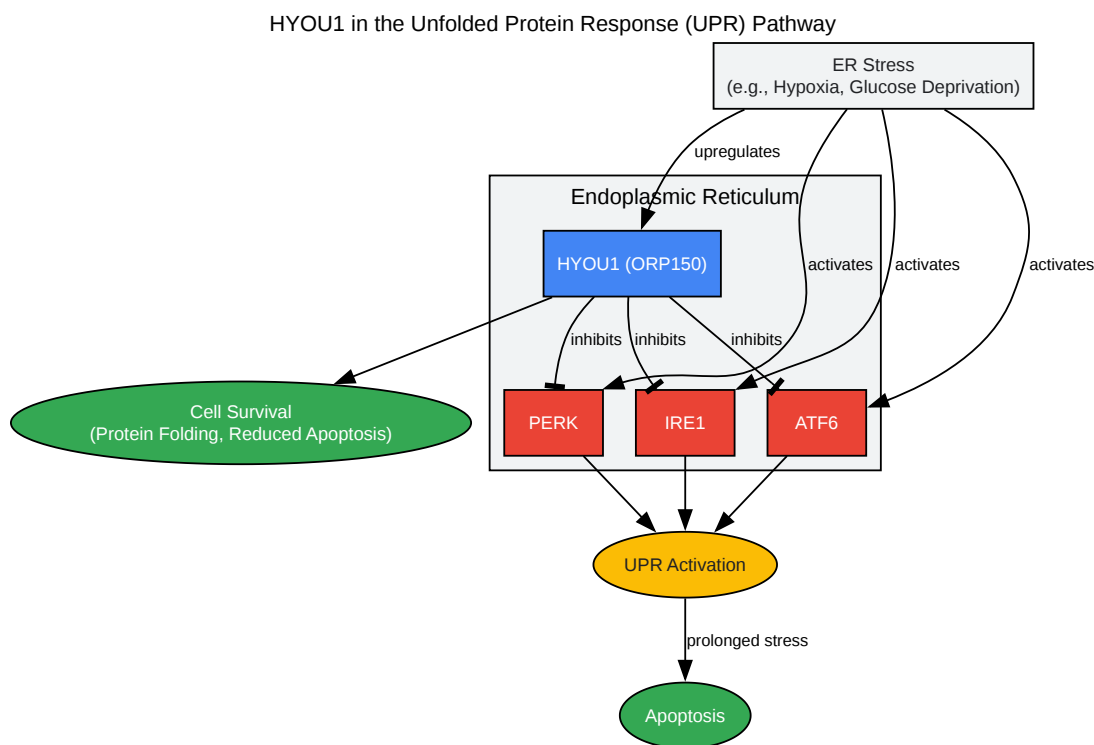 HYOU1 in the Unfolded Protein Response (UPR) Pathway
ER Stress
(e.g., Hypoxia, Glucose Deprivation)
upregulates
Endoplasmic Reticulum
HYOU1 (ORP150)
activates
activates
activates
inhibits
inhibits
inhibits
Cell Survival
(Protein Folding, Reduced Apoptosis)
PERK
IRE1
ATF6
UPR Activation
prolonged stress
Apoptosis